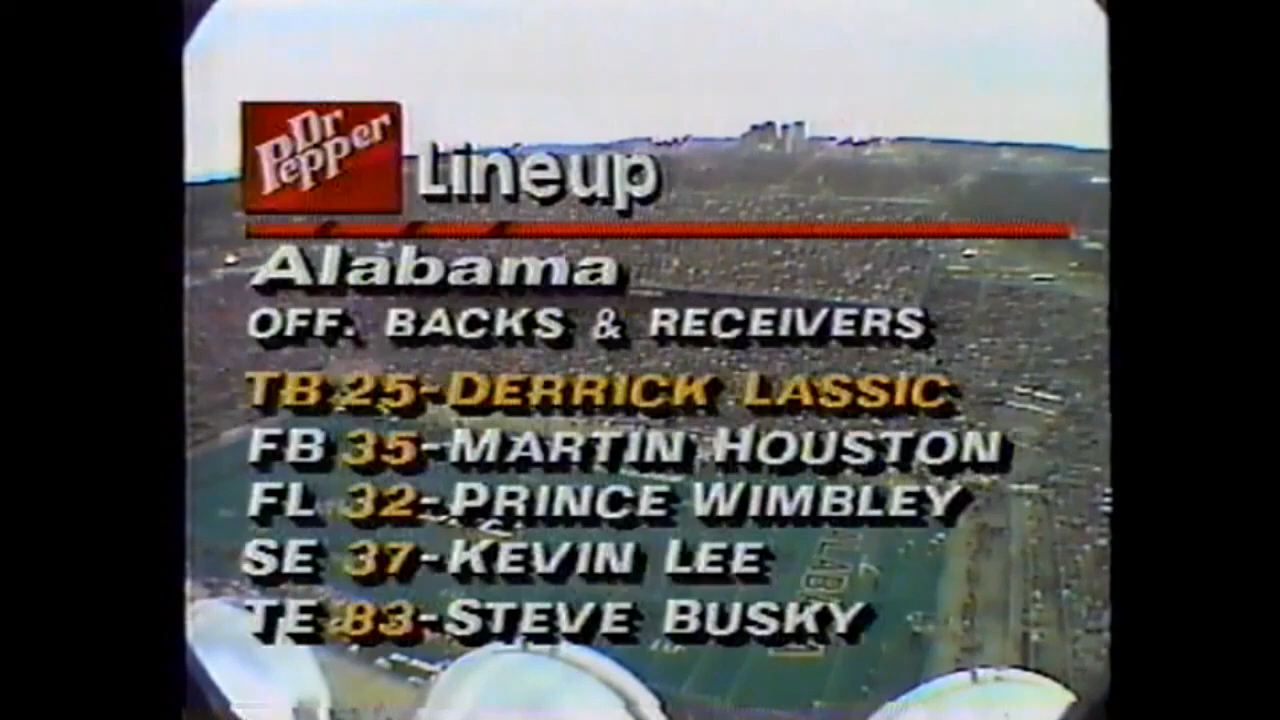 Dr Pepper Lineup
Alabama
OFF. BACKS & RECEIVERS
TB 25-DERRICK LASSIC
FB 35-MARTIN HOUSTON
FL 32-PRINCE WIMBLEY
SE 37-KEVIN LEE
TE 83-STEVE BUSKY